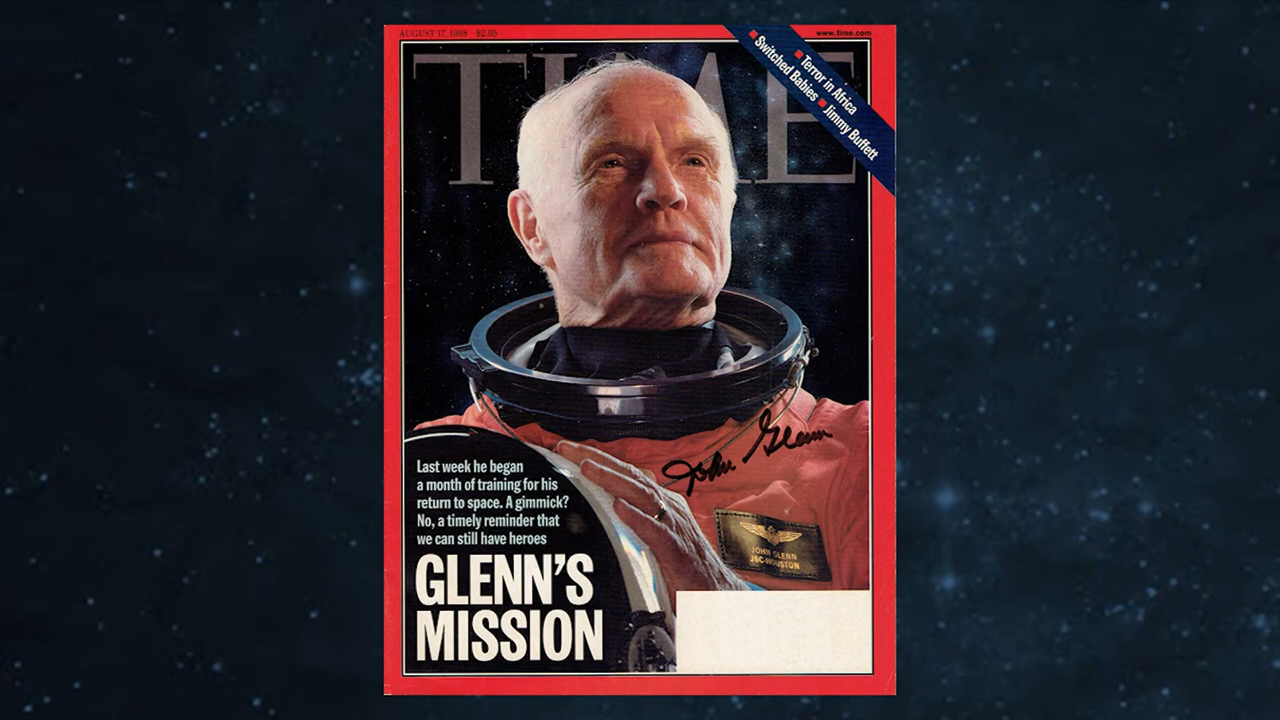 AUGUST 17, 1998 $2.95
www.time.com
TIME
Terror in Africa
Switched Babies Jimmy Buffett
John Glenn
Last week he began
a month of training for his
return to space. A gimmick?
No, a timely reminder that
we can still have heroes
GLENN'S
MISSION
JOHN GLENN
JSC-HOUSTON